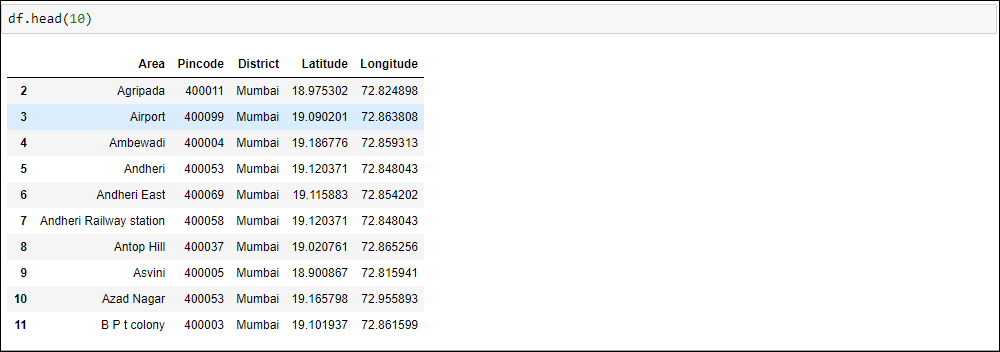 df.head(10)
Area Pincode District Latitude Longitude
2 Agripada 400011 Mumbai 18.975302 72.824898
3 Airport 400099 Mumbai 19.090201 72.863808
4 Ambewadi 400004 Mumbai 19.186776 72.859313
5 Andheri 400053 Mumbai 19.120371 72.848043
6 Andheri East 400069 Mumbai 19.115883 72.854202
7 Andheri Railway station 400058 Mumbai 19.120371 72.848043
8 Antop Hill 400037 Mumbai 19.020761 72.865256
9 Asvini 400005 Mumbai 18.900867 72.815941
10 Azad Nagar 400053 Mumbai 19.165798 72.955893
11 B P t colony 400003 Mumbai 19.101937 72.861599